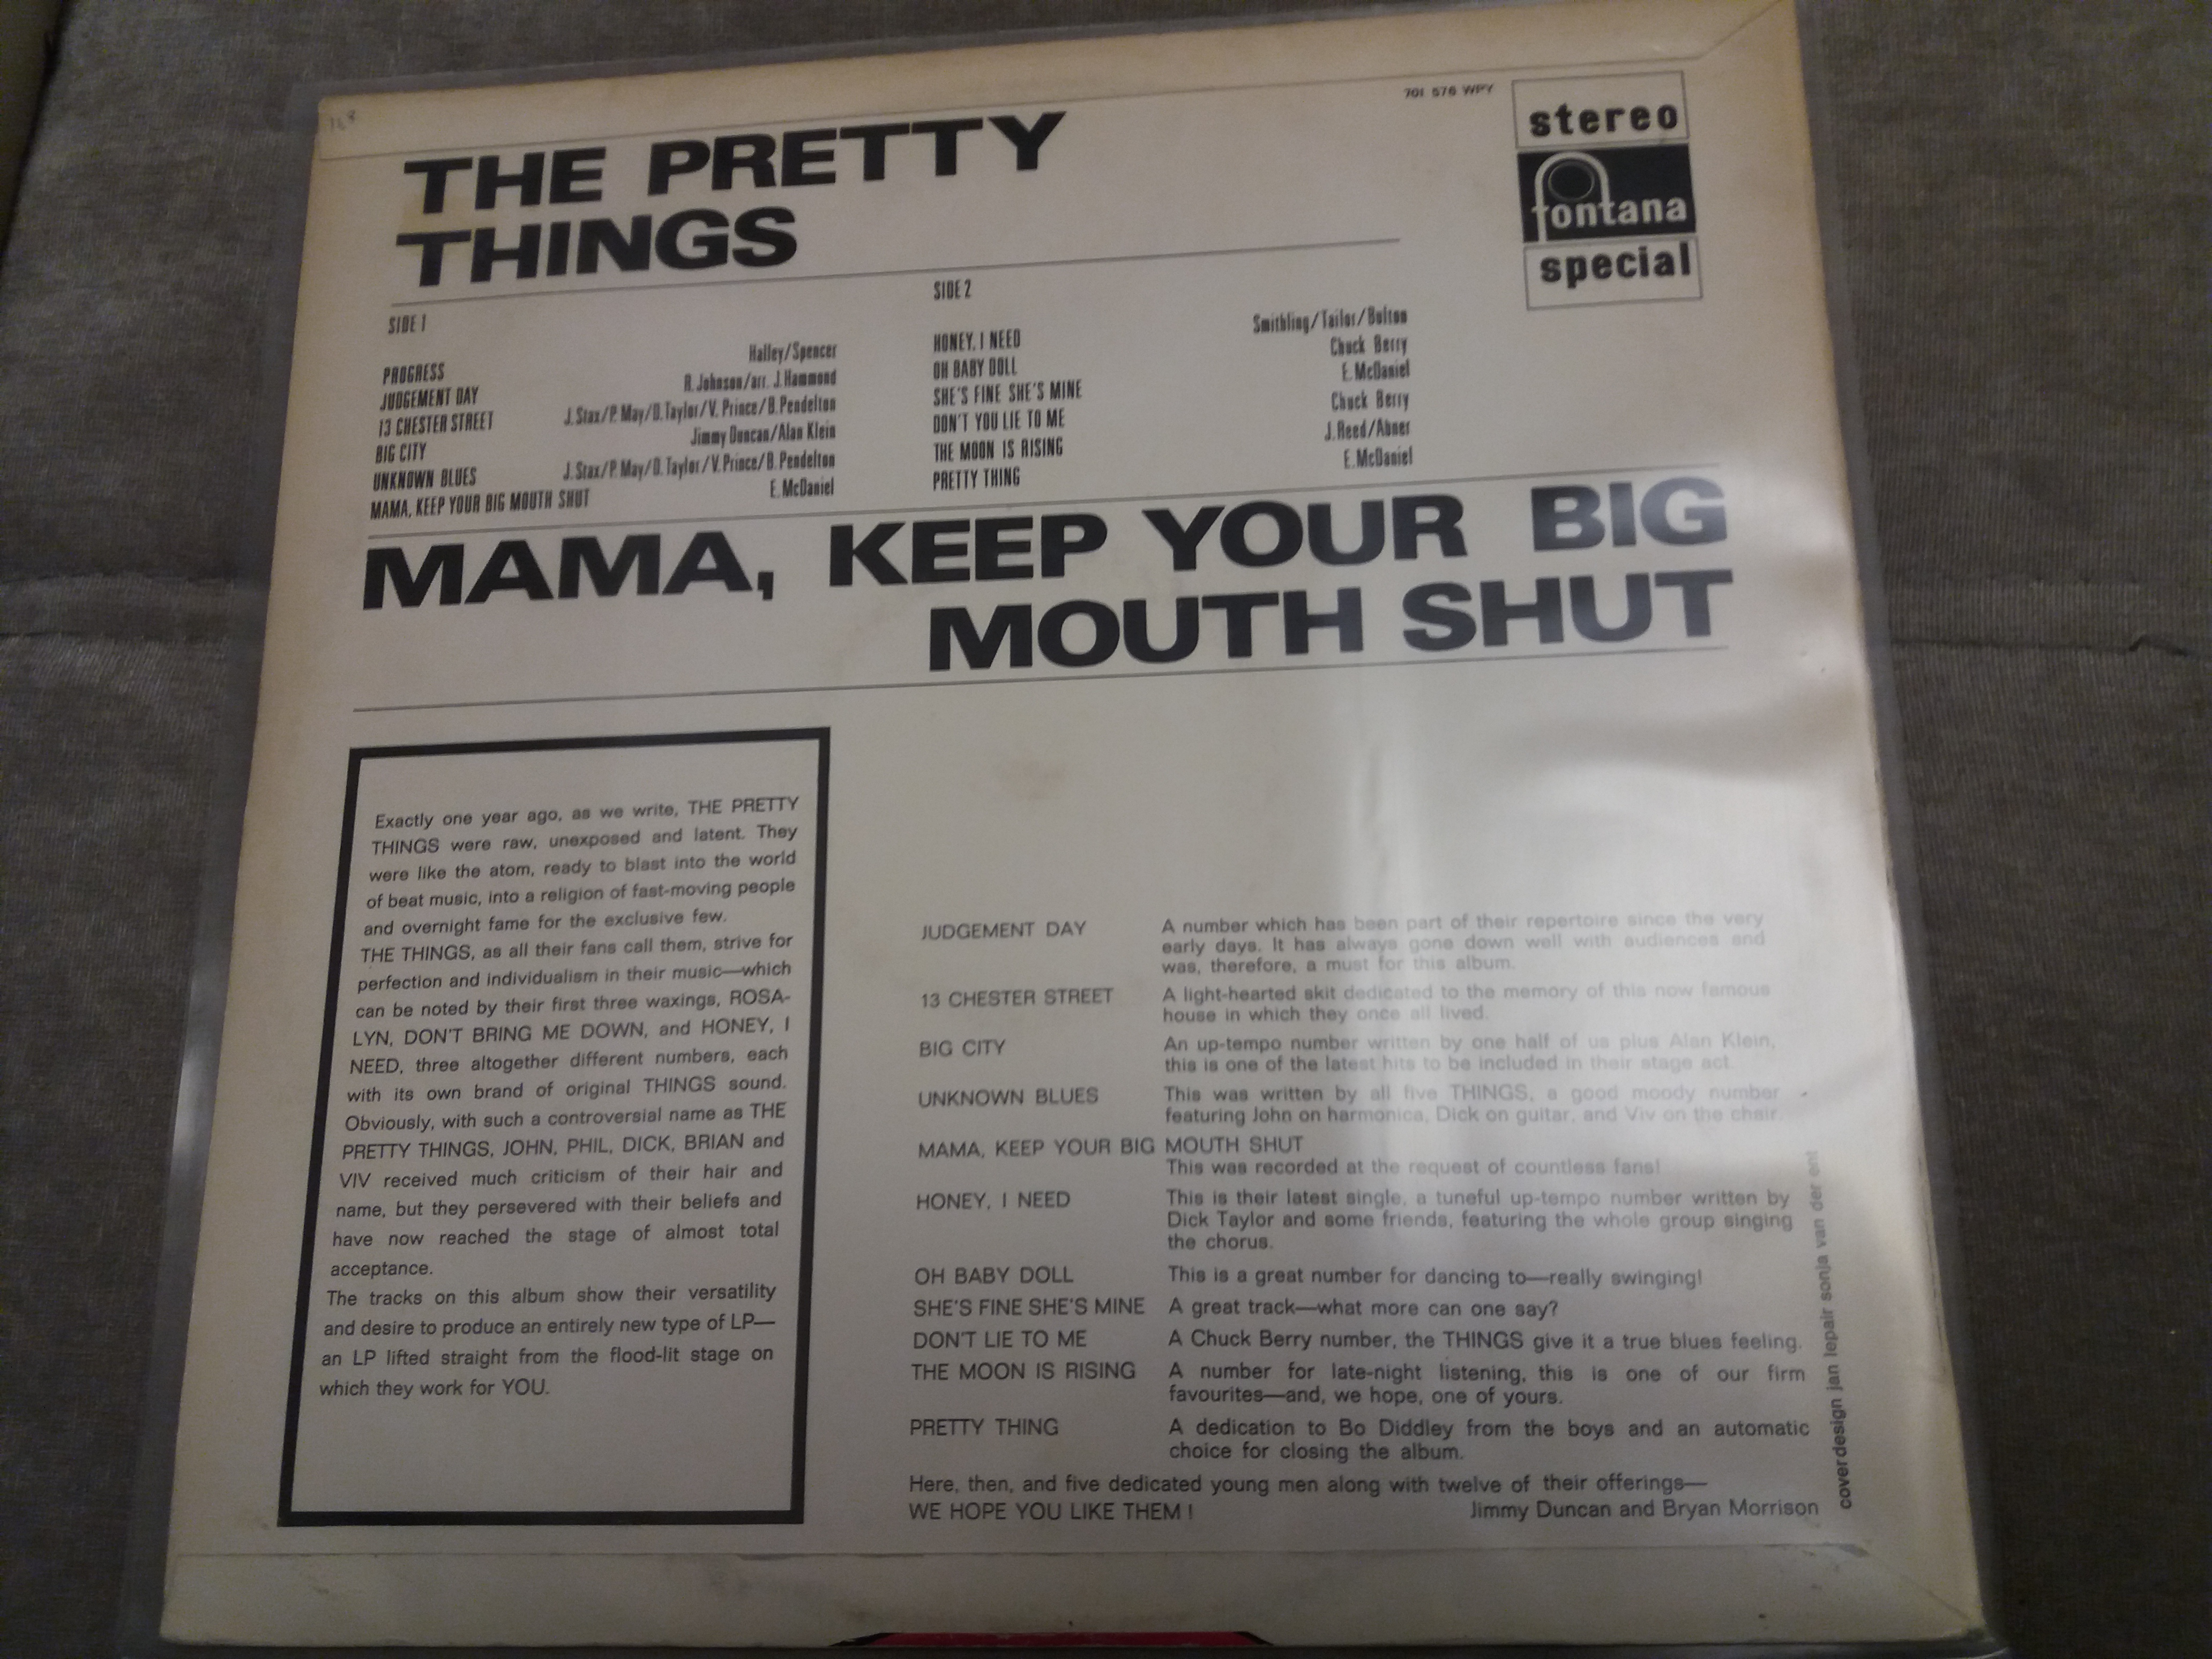 701 576 WPY
stereo
fontana
special
THE PRETTY
THINGS
SIDE 1
PROGRESS Halley/Spencer
JUDGEMENT DAY R. Johnson/arr. J. Hammond
13 CHESTER STREET J. Stax/P. May/D. Taylor/V. Prince/B. Pendelton
BIG CITY Jimmy Duncan/Alan Klein
UNKNOWN BLUES J. Stax/P. May/D. Taylor/V. Prince/B. Pendelton
MAMA, KEEP YOUR BIG MOUTH SHUT E. McDaniel
SIDE 2
HONEY, I NEED Smithling/Tailor/Bolton
OH BABY DOLL Chuck Berry
SHE'S FINE SHE'S MINE E. McDaniel
DON'T YOU LIE TO ME Chuck Berry
THE MOON IS RISING J. Reed/Abner
PRETTY THING E. McDaniel
MAMA, KEEP YOUR BIG
MOUTH SHUT
Exactly one year ago, as we write, THE PRETTY
THINGS were raw, unexposed and latent. They
were like the atom, ready to blast into the world
of beat music, into a religion of fast-moving people
and overnight fame for the exclusive few.
THE THINGS, as all their fans call them, strive for
perfection and individualism in their music—which
can be noted by their first three waxings, ROSA-
LYN, DON'T BRING ME DOWN, and HONEY, I
NEED, three altogether different numbers, each
with its own brand of original THINGS sound.
Obviously, with such a controversial name as THE
PRETTY THINGS, JOHN, PHIL, DICK, BRIAN and
VIV received much criticism of their hair and
name, but they persevered with their beliefs and
have now reached the stage of almost total
acceptance.
The tracks on this album show their versatility
and desire to produce an entirely new type of LP—
an LP lifted straight from the flood-lit stage on
which they work for YOU.
JUDGEMENT DAY A number which has been part of their repertoire since the very
early days. It has always gone down well with audiences and
was, therefore, a must for this album.
13 CHESTER STREET A light-hearted skit dedicated to the memory of this now famous
house in which they once all lived.
BIG CITY An up-tempo number written by one half of us plus Alan Klein,
this is one of the latest hits to be included in their stage act.
UNKNOWN BLUES This was written by all five THINGS, a good moody number
featuring John on harmonica, Dick on guitar, and Viv on the chair.
MAMA, KEEP YOUR BIG MOUTH SHUT
This was recorded at the request of countless fans!
HONEY, I NEED This is their latest single, a tuneful up-tempo number written by
Dick Taylor and some friends, featuring the whole group singing
the chorus.
OH BABY DOLL This is a great number for dancing to—really swinging!
SHE'S FINE SHE'S MINE A great track—what more can one say?
DON'T LIE TO ME A Chuck Berry number, the THINGS give it a true blues feeling.
THE MOON IS RISING A number for late-night listening, this is one of our firm
favourites—and, we hope, one of yours.
PRETTY THING A dedication to Bo Diddley from the boys and an automatic
choice for closing the album.
Here, then, and five dedicated young men along with twelve of their offerings—
WE HOPE YOU LIKE THEM ! Jimmy Duncan and Bryan Morrison
coverdesign jan lepair sonja van der ent